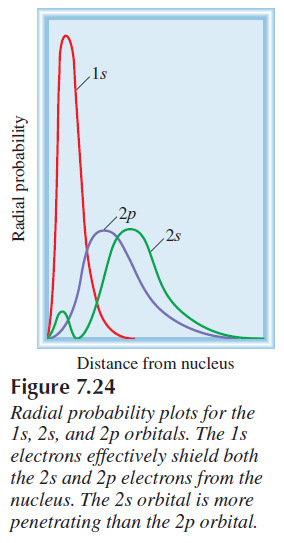 1s
2p
2s
Radial probability
Distance from nucleus
Figure 7.24
Radial probability plots for the
1s, 2s, and 2p orbitals. The 1s
electrons effectively shield both
the 2s and 2p electrons from the
nucleus. The 2s orbital is more
penetrating than the 2p orbital.